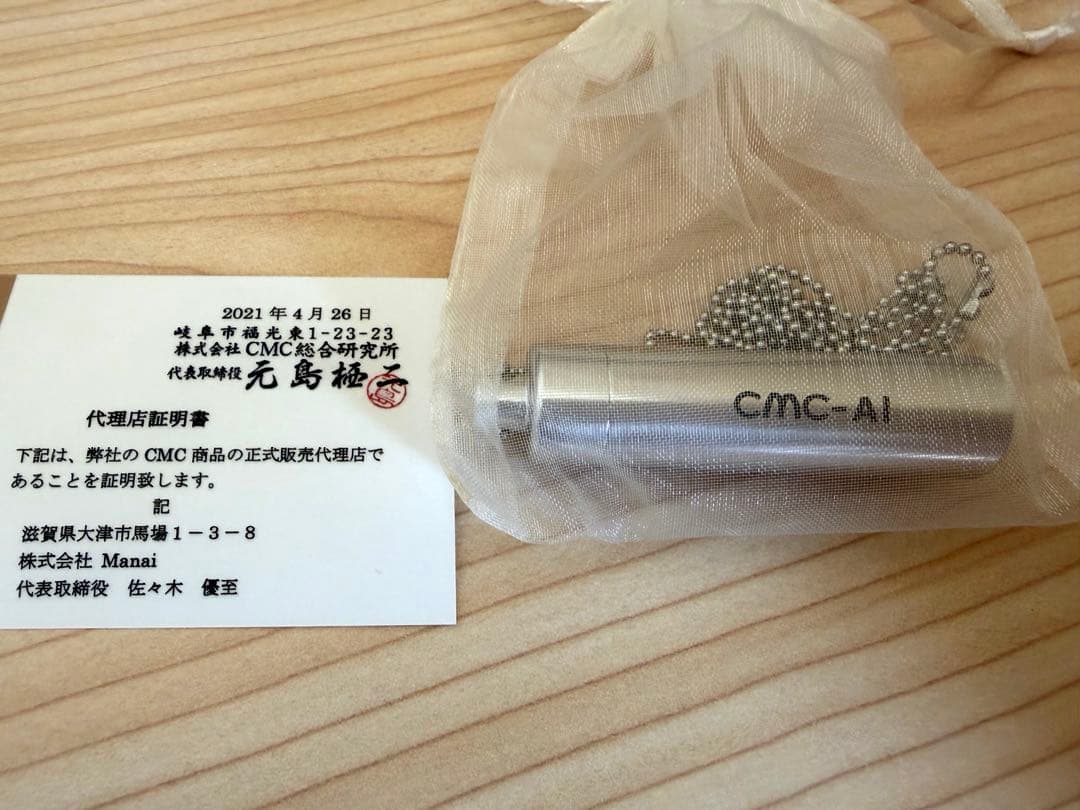 2021年4月26日
岐阜市福光東1-23-23
株式会社 CMC総合研究所
代表取締役 元島極二
代理店証明書
下記は、弊社の CMC 商品の正式販売代理店で
あることを証明致します。
記
滋賀県大津市馬場1－3－8
株式会社 Manai
代表取締役 佐々木 優至
CMC-AI